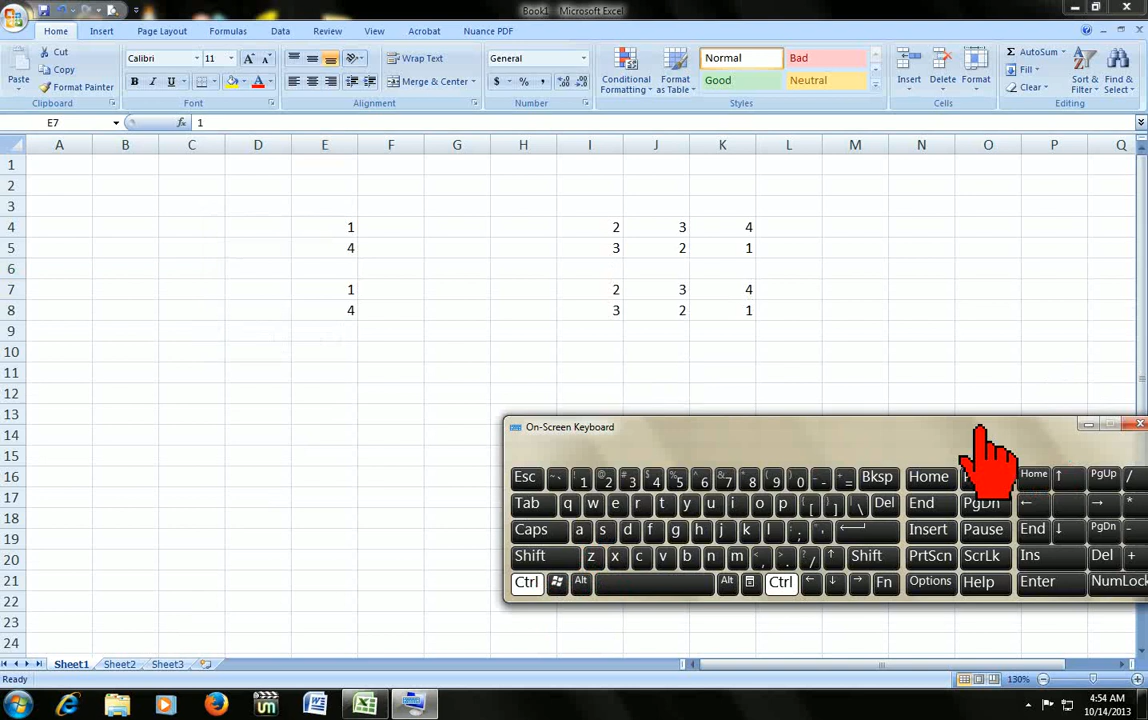 Book1 - Microsoft Excel
Home Insert Page Layout Formulas Data Review View Acrobat Nuance PDF
Paste Cut Copy Format Painter
Calibri 11 A A
B I U A
Wrap Text
Merge & Center
General
$ % ,
Conditional Formatting Format as Table
Normal Bad
Good Neutral
Insert Delete Format
Σ AutoSum
Fill
Clear
Sort & Filter Find & Select
Clipboard Font Alignment Number Styles Cells Editing
E7 fx 1
A B C D E F G H I J K L M N O P Q
1
2
3
4 1 2 3 4
5 4 3 2 1
6
7 1 2 3 4
8 4 3 2 1
9
10
11
12
13
14
15
16
17
18
19
20
21
22
23
24
On-Screen Keyboard
Esc ~ ` ! 1 @ 2 # 3 $ 4 % 5 ^ 6 & 7 * 8 ( 9 ) 0 _ - + = Bksp Home Home ↑ PgUp /
Tab q w e r t y u i o p { [ } ] | \ Del End PgDn ← → *
Caps a s d f g h j k l : ; " ' Insert Pause End ↓ PgDn -
Shift z x c v b n m < , > . ? / ↑ Shift PrtScn ScrLk Ins Del +
Ctrl Alt Alt Ctrl ← ↓ → Fn Options Help Enter NumLock
Sheet1 Sheet2 Sheet3
Ready 130%
4:54 AM
10/14/2013